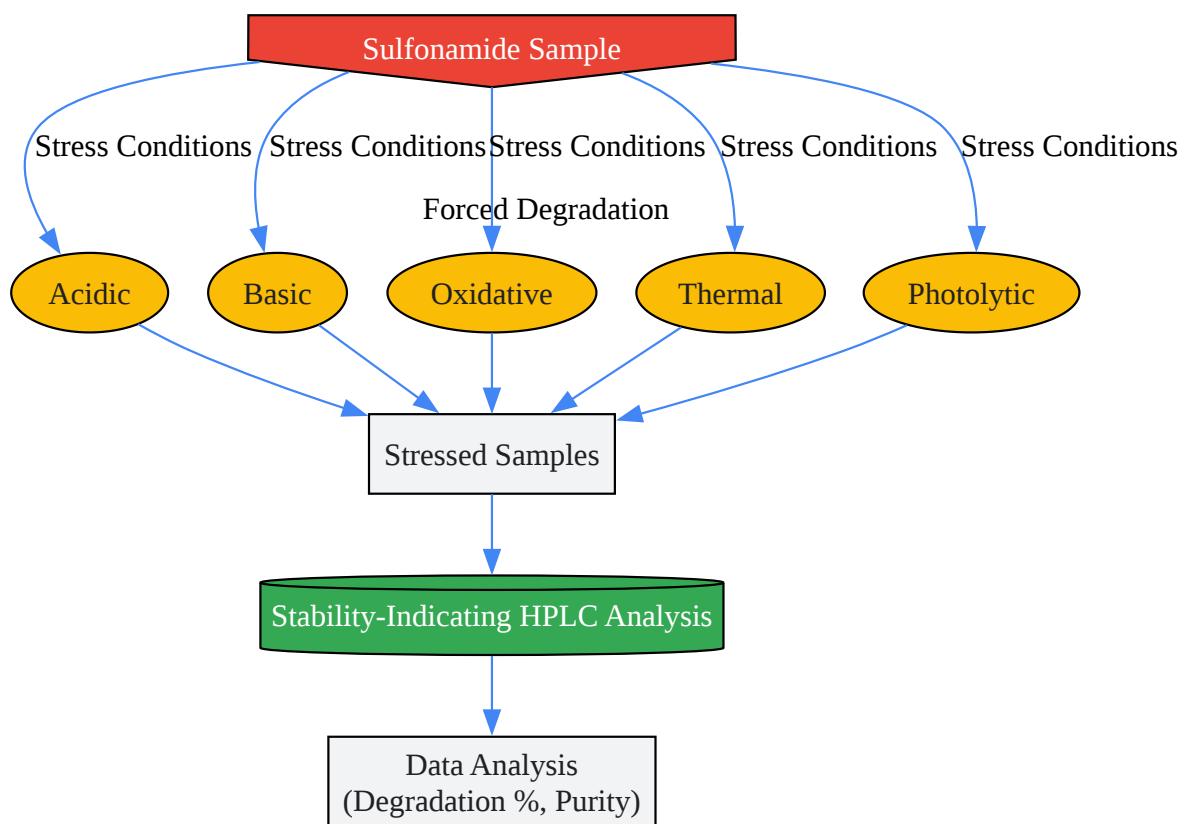 Sulfonamide Sample
Stress Conditions
Stress Conditions
Stress Conditions
Stress Conditions
Stress Conditions
Forced Degradation
Acidic
Basic
Oxidative
Thermal
Photolytic
Stressed Samples
Stability-Indicating HPLC Analysis
Data Analysis
(Degradation %, Purity)